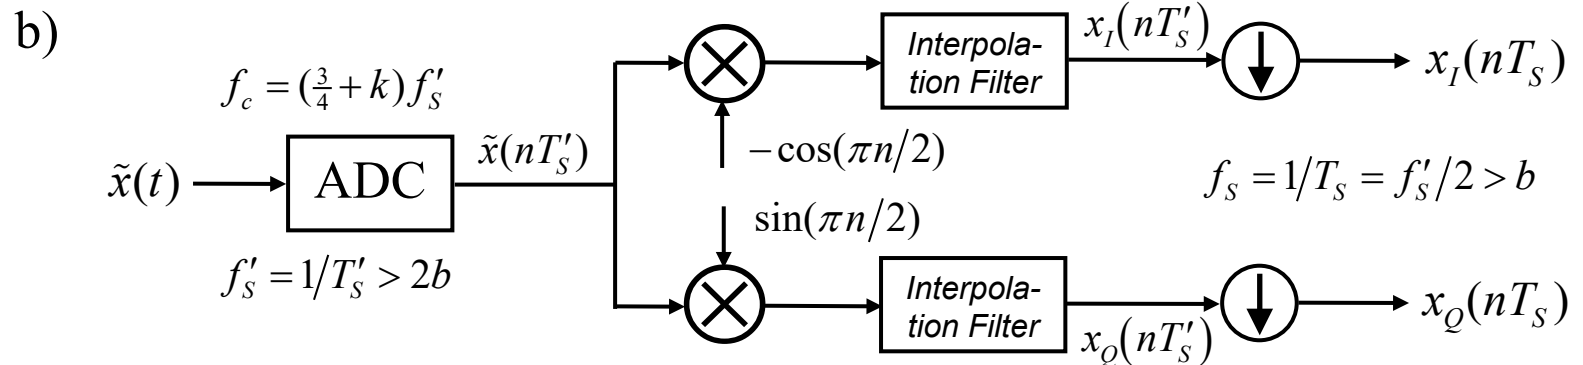 b)
f_c = (3/4 + k)f'_S
x̃(t)
ADC
f'_S = 1/T'_S > 2b
x̃(nT'_S)
−cos(πn/2)
sin(πn/2)
Interpola-
tion Filter
x_I(nT'_S)
x_I(nT_S)
f_S = 1/T_S = f'_S/2 > b
Interpola-
tion Filter
x_Q(nT'_S)
x_Q(nT_S)